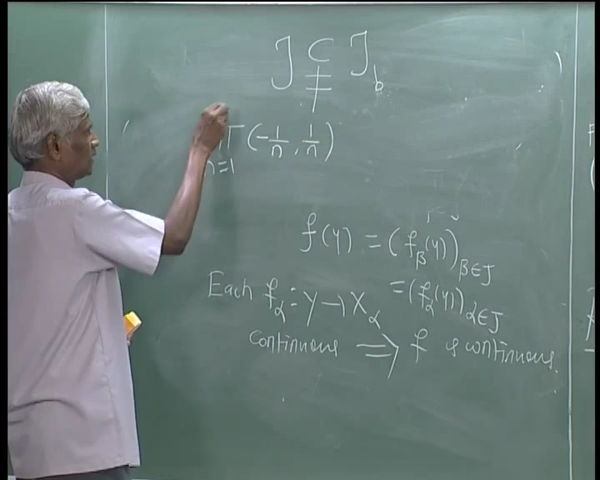 J ⊊ J_b
∏ (-1/n, 1/n)
n=1
f(y) = (f_β(y))_{β∈J}
= (f_α(y))_{α∈J}
Each f_α : Y → X_α
continuous ⟹ f is continuous